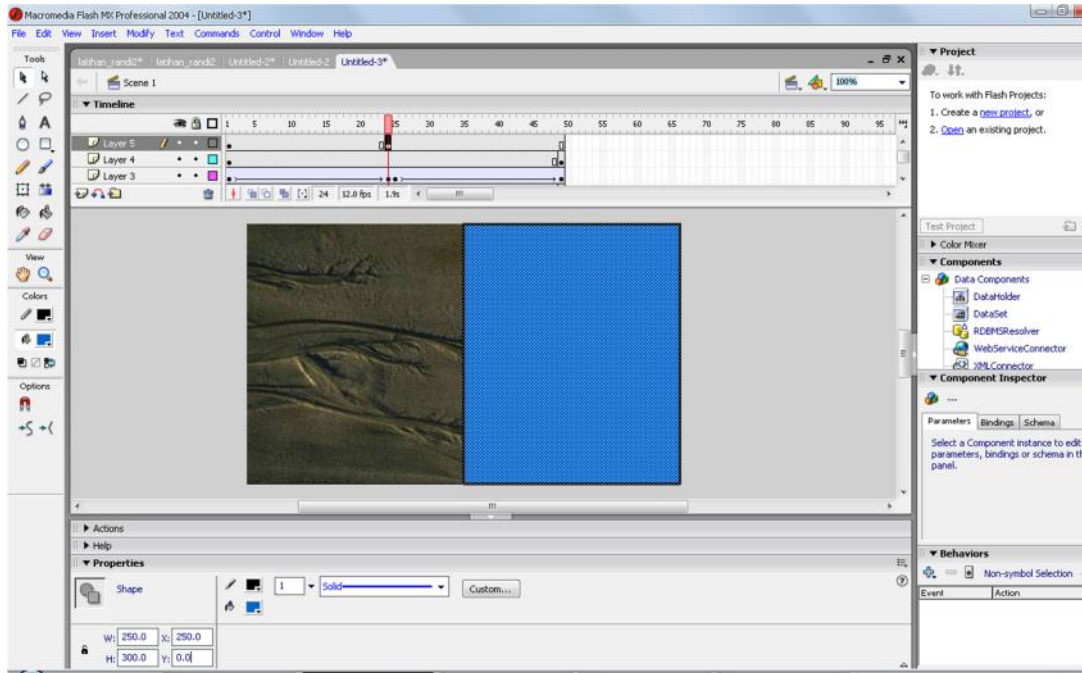 Macromedia Flash MX Professional 2004 - [Untitled-3*]
File Edit View Insert Modify Text Commands Control Window Help
Tools
View
Colors
Options
latihan_randi2* latihan_randi2 Untitled-2* Untitled-2 Untitled-3*
Scene 1
100%
Timeline
1 5 10 15 20 25 30 35 40 45 50 55 60 65 70 75 80 85 90 95
Layer 5
Layer 4
Layer 3
24 12.0 fps 1.9s
Actions
Help
Properties
Shape
1 Solid Custom...
W: 250.0 X: 250.0
H: 300.0 Y: 0.0
Project
To work with Flash Projects:
1. Create a new project, or
2. Open an existing project.
Test Project
Color Mixer
Components
Data Components
DataHolder
DataSet
RDBMSResolver
WebServiceConnector
XMLConnector
Component Inspector
---
Parameters Bindings Schema
Select a Component instance to edit
parameters, bindings or schema in th
panel.
Behaviors
Non-symbol Selection
Event Action